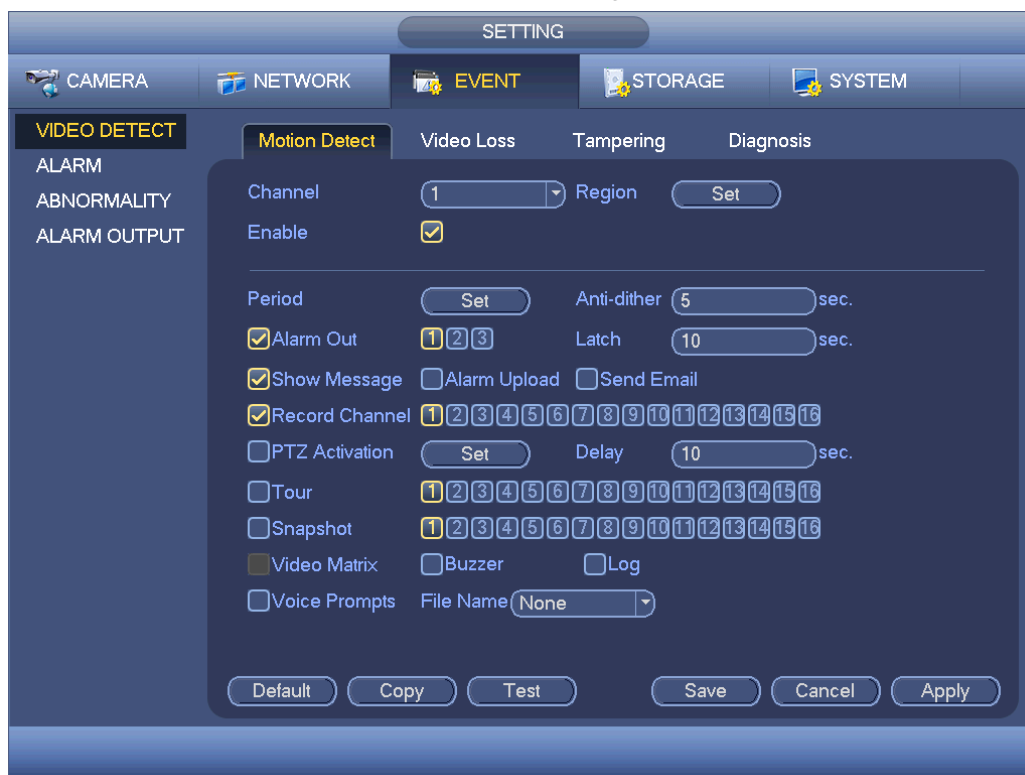 SETTING
CAMERA NETWORK EVENT STORAGE SYSTEM
VIDEO DETECT
ALARM
ABNORMALITY
ALARM OUTPUT
Motion Detect Video Loss Tampering Diagnosis
Channel 1 Region Set
Enable
Period Set Anti-dither 5 sec.
Alarm Out 1 2 3 Latch 10 sec.
Show Message Alarm Upload Send Email
Record Channel 1 2 3 4 5 6 7 8 9 10 11 12 13 14 15 16
PTZ Activation Set Delay 10 sec.
Tour 1 2 3 4 5 6 7 8 9 10 11 12 13 14 15 16
Snapshot 1 2 3 4 5 6 7 8 9 10 11 12 13 14 15 16
Video Matrix Buzzer Log
Voice Prompts File Name None
Default Copy Test Save Cancel Apply